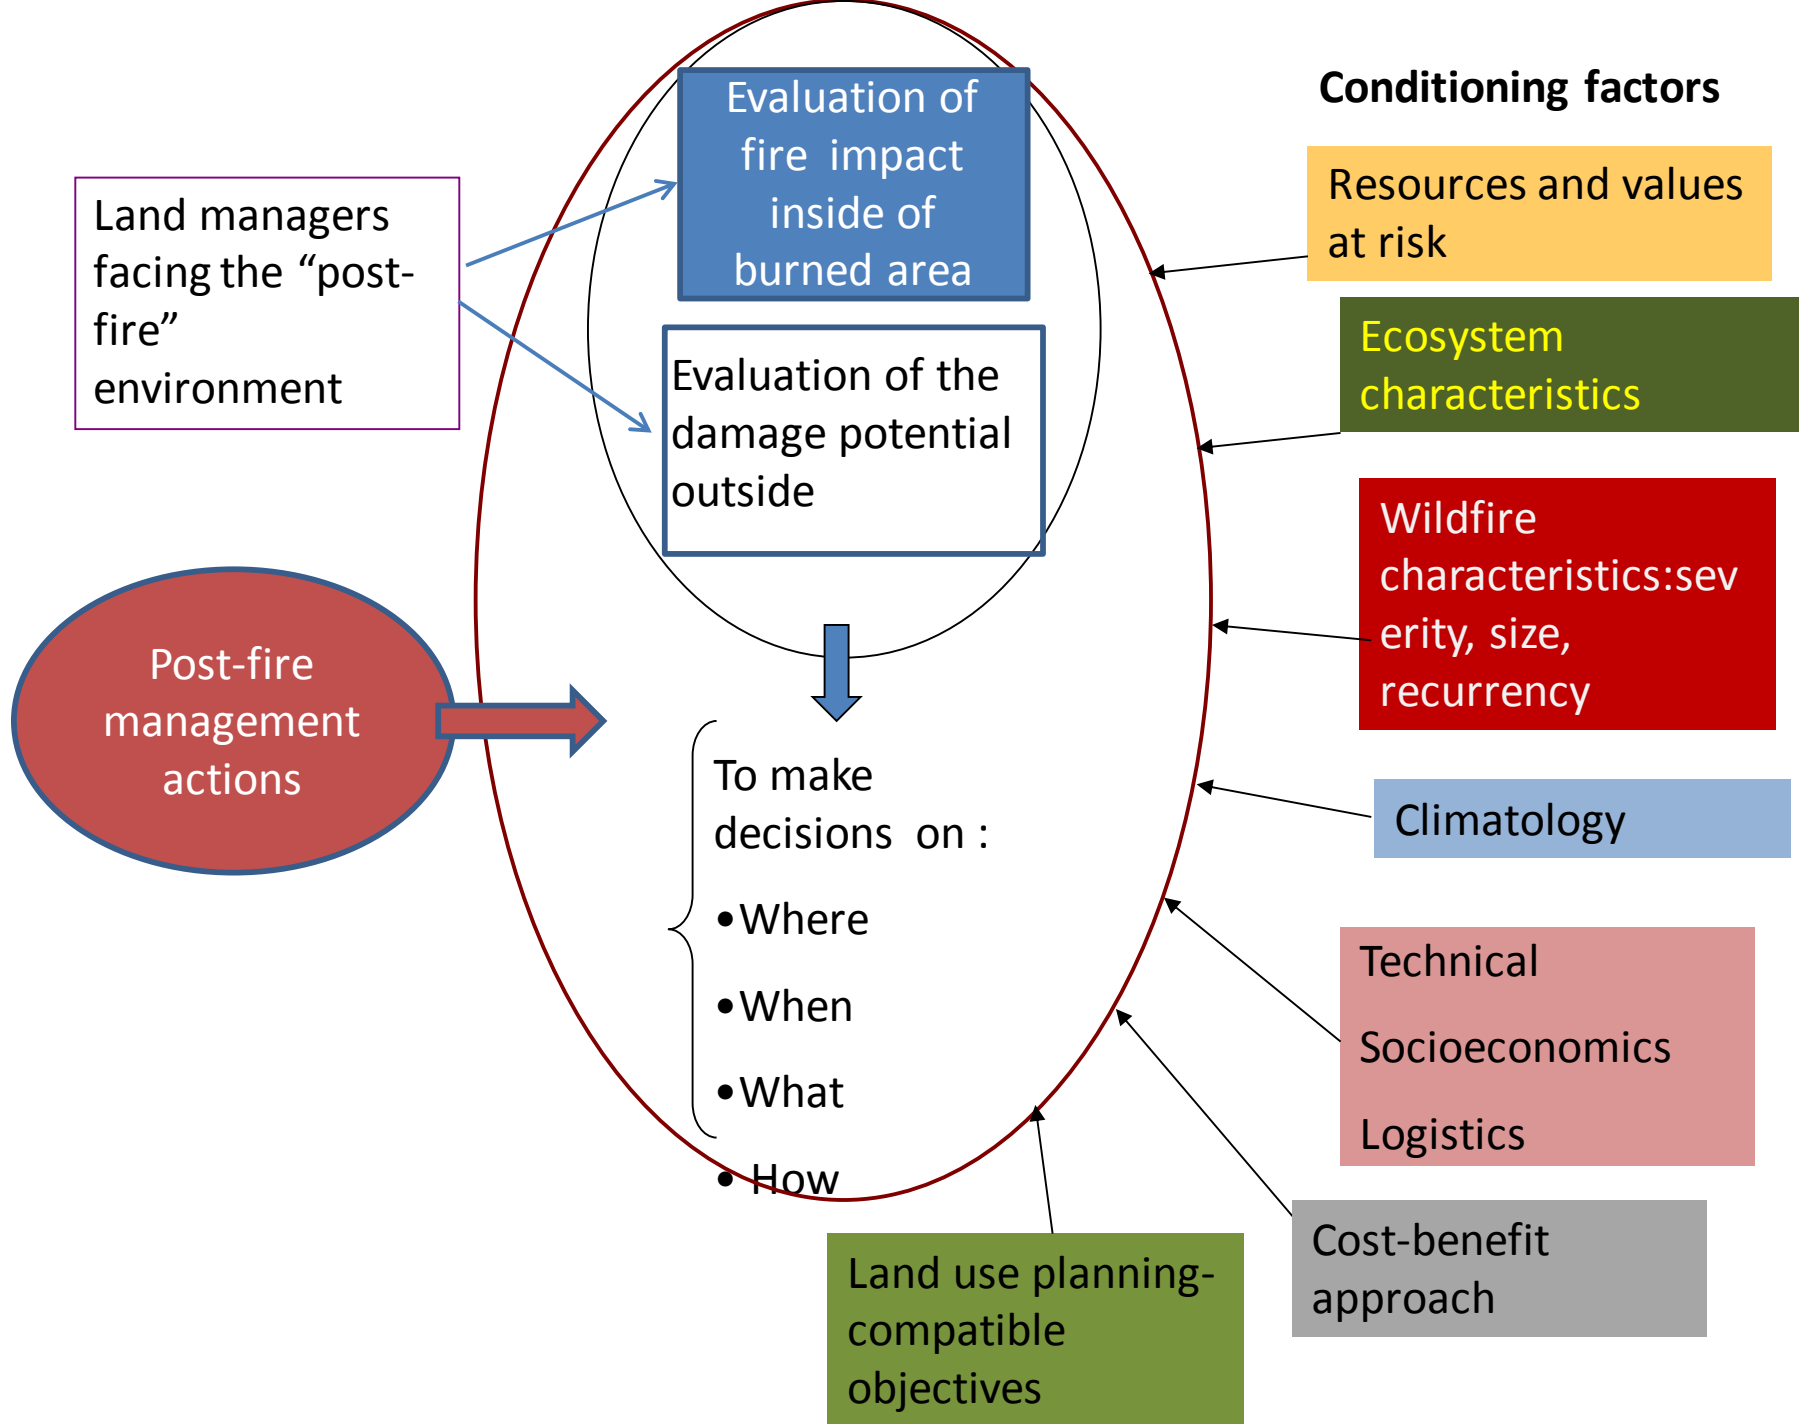 Evaluation of
fire impact
inside of
burned area
Conditioning factors
Land managers
facing the “post-
fire”
environment
Resources and values
at risk
Evaluation of the
damage potential
outside
Ecosystem
characteristics
Wildfire
characteristics:sev
erity, size,
recurrency
Post-fire
management
actions
To make
decisions on :
•Where
•When
•What
• How
Climatology
Technical
Socioeconomics
Logistics
Cost-benefit
approach
Land use planning-
compatible
objectives